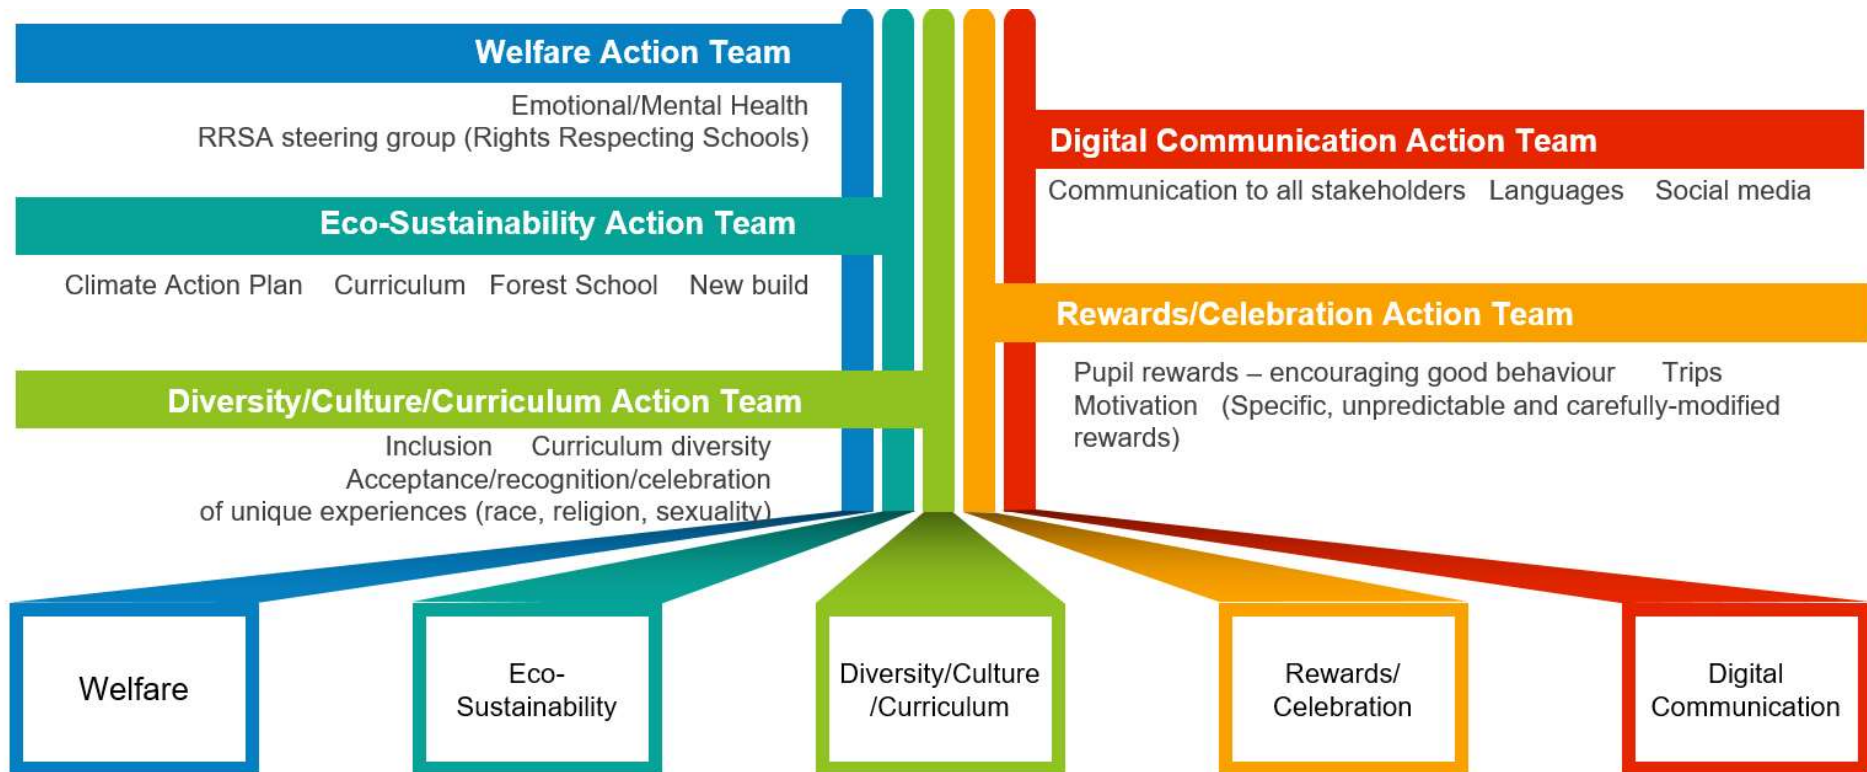 Welfare Action Team
Emotional/Mental Health
RRSA steering group (Rights Respecting Schools)
Eco-Sustainability Action Team
Climate Action Plan Curriculum Forest School New build
Diversity/Culture/Curriculum Action Team
Inclusion Curriculum diversity
Acceptance/recognition/celebration
of unique experiences (race, religion, sexuality)
Digital Communication Action Team
Communication to all stakeholders Languages Social media
Rewards/Celebration Action Team
Pupil rewards – encouraging good behaviour Trips
Motivation (Specific, unpredictable and carefully-modified
rewards)
Welfare
Eco-
Sustainability
Diversity/Culture
/Curriculum
Rewards/
Celebration
Digital
Communication